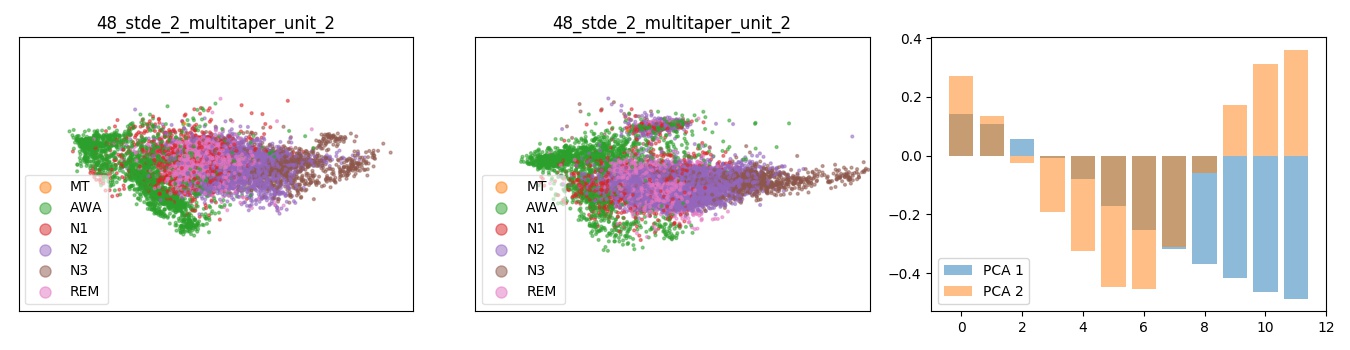 48_stde_2_multitaper_unit_2
MT
AWA
N1
N2
N3
REM
48_stde_2_multitaper_unit_2
MT
AWA
N1
N2
N3
REM
0.4
0.2
0.0
−0.2
−0.4
PCA 1
PCA 2
0 2 4 6 8 10 12